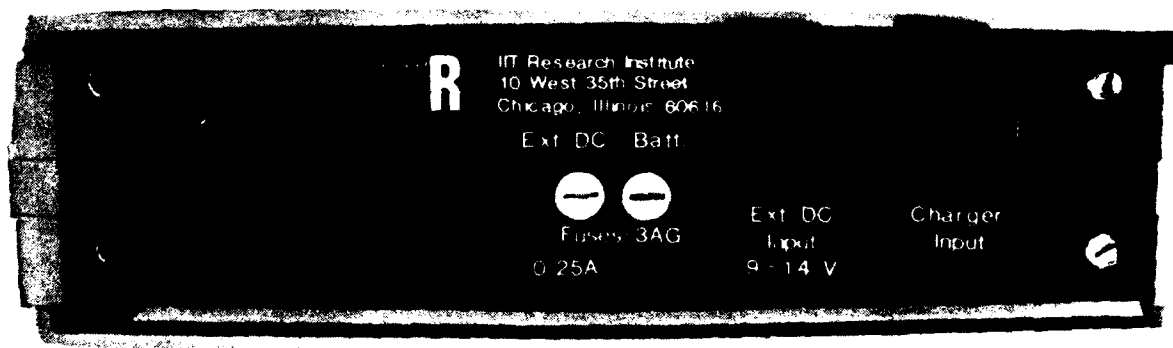 R
IIT Research Institute
10 West 35th Street
Chicago, Illinois 60616
Ext DC Batt.
Fuses 3AG
0.25A
Ext DC
Input
9 - 14 V
Charger
Input